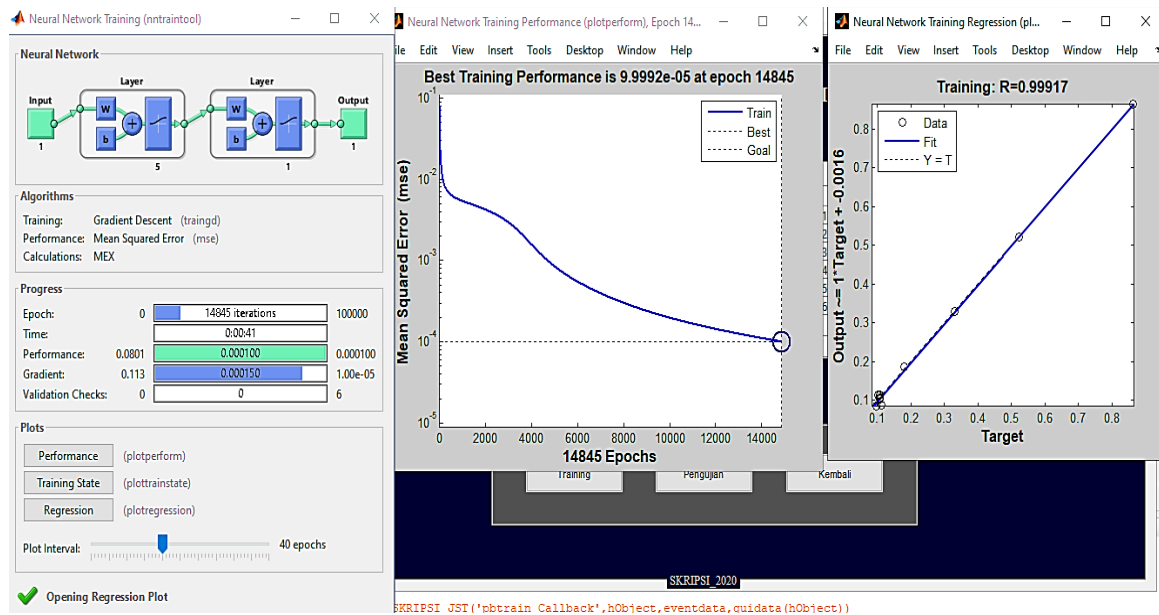 Neural Network Training (nntraintool)
Neural Network
Layer
Layer
Input
Output
W
b
+
W
b
+
1
5
1
1
Algorithms
Training: Gradient Descent (traingd)
Performance: Mean Squared Error (mse)
Calculations: MEX
Progress
Epoch: 0 14845 iterations 100000
Time: 0:00:41
Performance: 0.0801 0.000100 0.000100
Gradient: 0.113 0.000150 1.00e-05
Validation Checks: 0 0 6
Plots
Performance (plotperform)
Training State (plottrainstate)
Regression (plotregression)
Plot Interval: 40 epochs
Opening Regression Plot
Neural Network Training Performance (plotperform), Epoch 14...
ile Edit View Insert Tools Desktop Window Help
Best Training Performance is 9.9992e-05 at epoch 14845
Mean Squared Error (mse)
10^-1
10^-2
10^-3
10^-4
10^-5
Train
Best
Goal
0 2000 4000 6000 8000 10000 12000 14000
14845 Epochs
Neural Network Training Regression (pl...
File Edit View Insert Tools Desktop Window Help
Training: R=0.99917
Output ~= 1*Target + -0.0016
0.8
0.7
0.6
0.5
0.4
0.3
0.2
0.1
Data
Fit
Y = T
0.1 0.2 0.3 0.4 0.5 0.6 0.7 0.8
Target
Training
Pengujian
Kembali
SKRIPSI_2020
SKRIPSI_JST('pbtrain_Callback',hObject,eventdata,guidata(hObject))